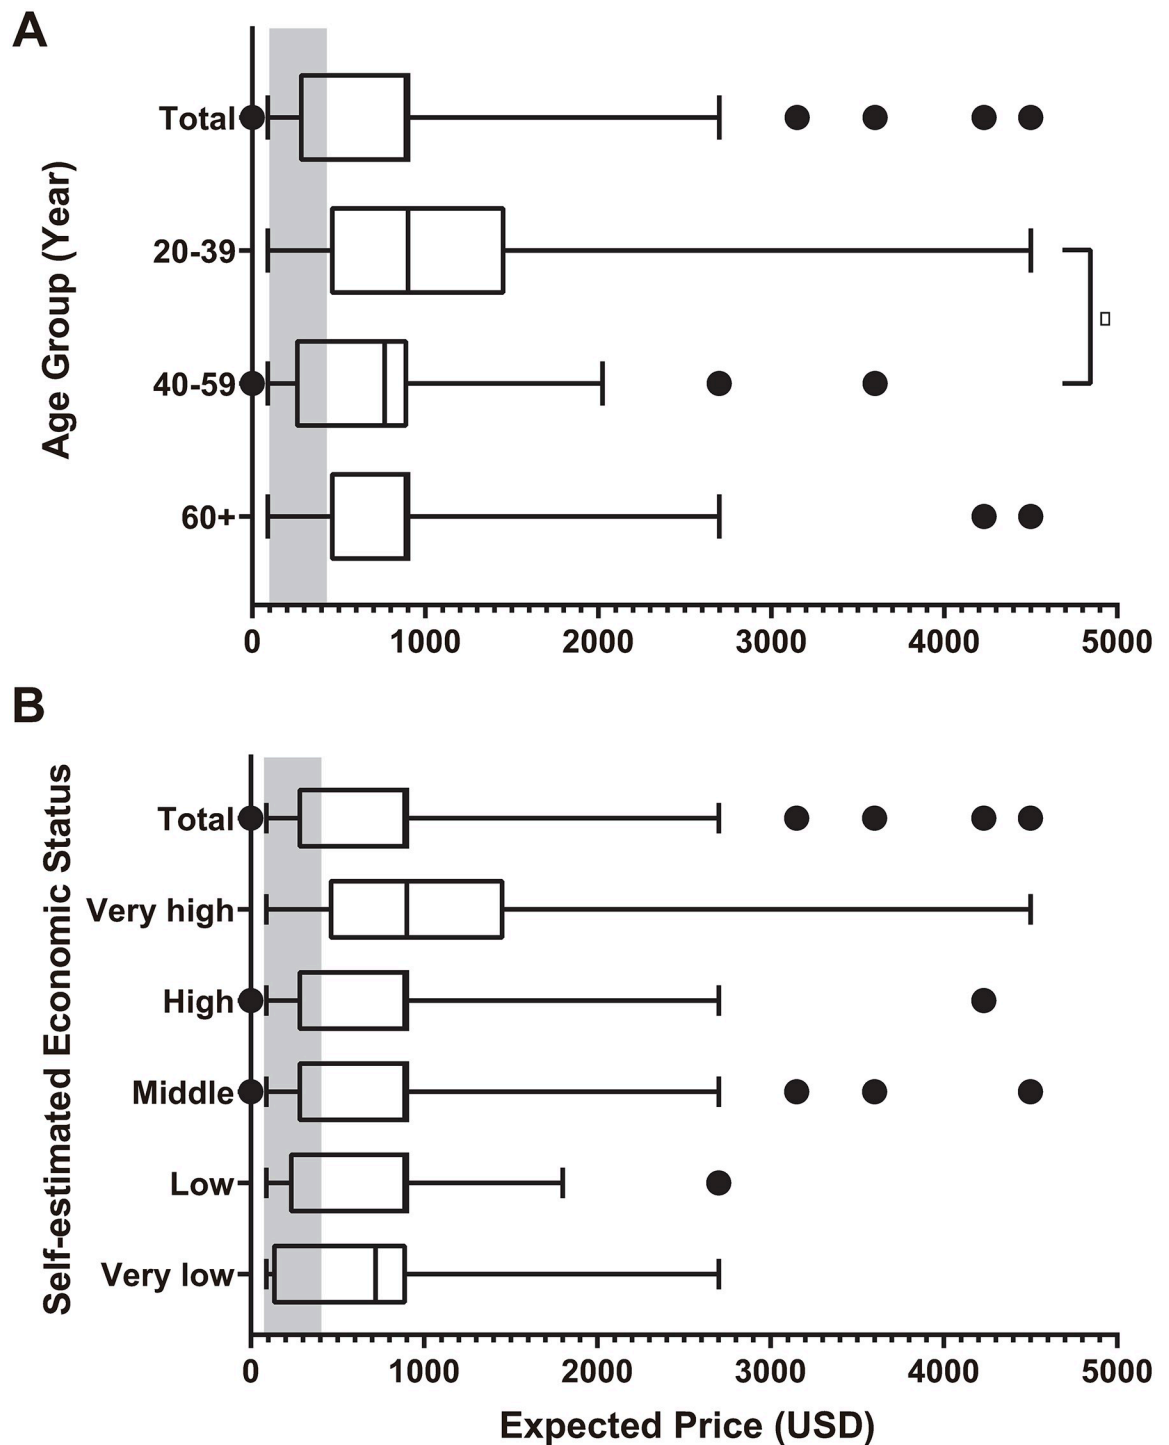 A
Age Group (Year)
Total
20-39
40-59
60+
0 1000 2000 3000 4000 5000
B
Self-estimated Economic Status
Total
Very high
High
Middle
Low
Very low
0 1000 2000 3000 4000 5000
Expected Price (USD)